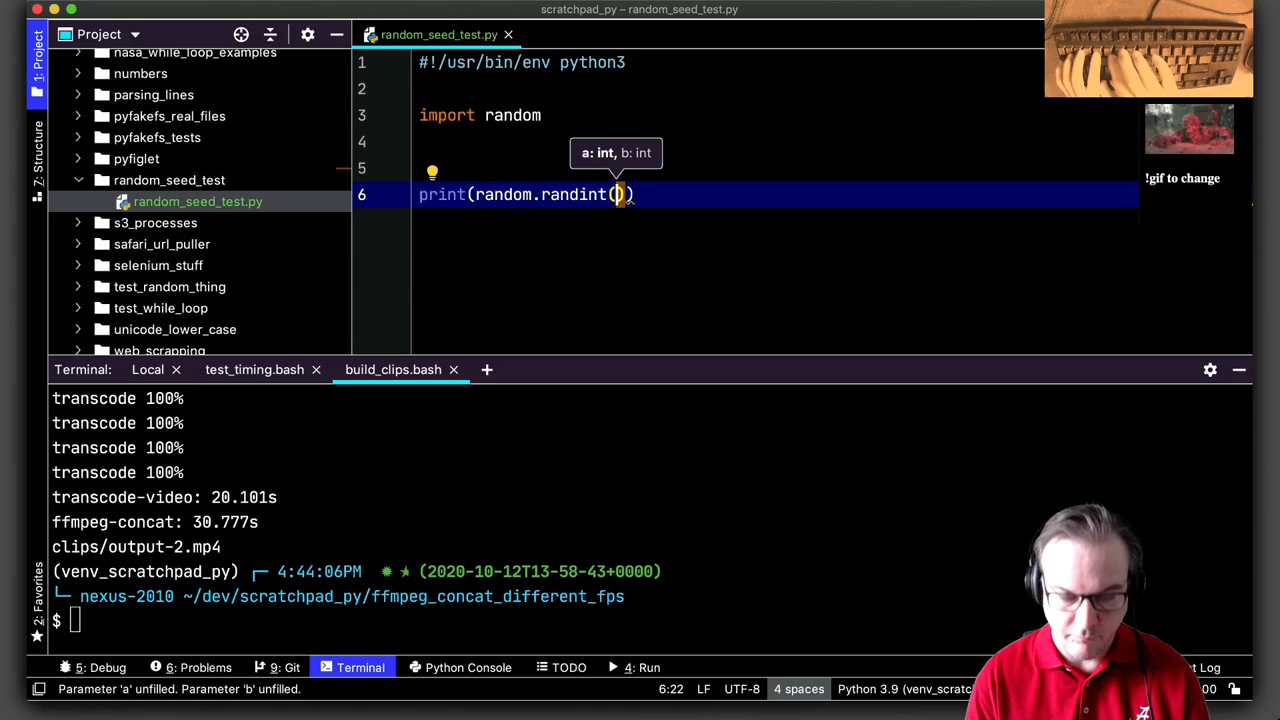 scratchpad_py – random_seed_test.py
Project
random_seed_test.py
1: Project
Z: Structure
2: Favorites
nasa_while_loop_examples
numbers
parsing_lines
pyfakefs_real_files
pyfakefs_tests
pyfiglet
random_seed_test
random_seed_test.py
s3_processes
safari_url_puller
selenium_stuff
test_random_thing
test_while_loop
unicode_lower_case
web_scrapping
1 #!/usr/bin/env python3
2
3 import random
4
a: int, b: int
5
6 print(random.randint())
!gif to change
Terminal: Local test_timing.bash build_clips.bash
transcode 100%
transcode 100%
transcode 100%
transcode 100%
transcode-video: 20.101s
ffmpeg-concat: 30.777s
clips/output-2.mp4
(venv_scratchpad_py) 4:44:06PM (2020-10-12T13-58-43+0000)
nexus-2010 ~/dev/scratchpad_py/ffmpeg_concat_different_fps
$
5: Debug 6: Problems 9: Git Terminal Python Console TODO 4: Run t Log
Parameter 'a' unfilled. Parameter 'b' unfilled. 6:22 LF UTF-8 4 spaces Python 3.9 (venv_scratc 00